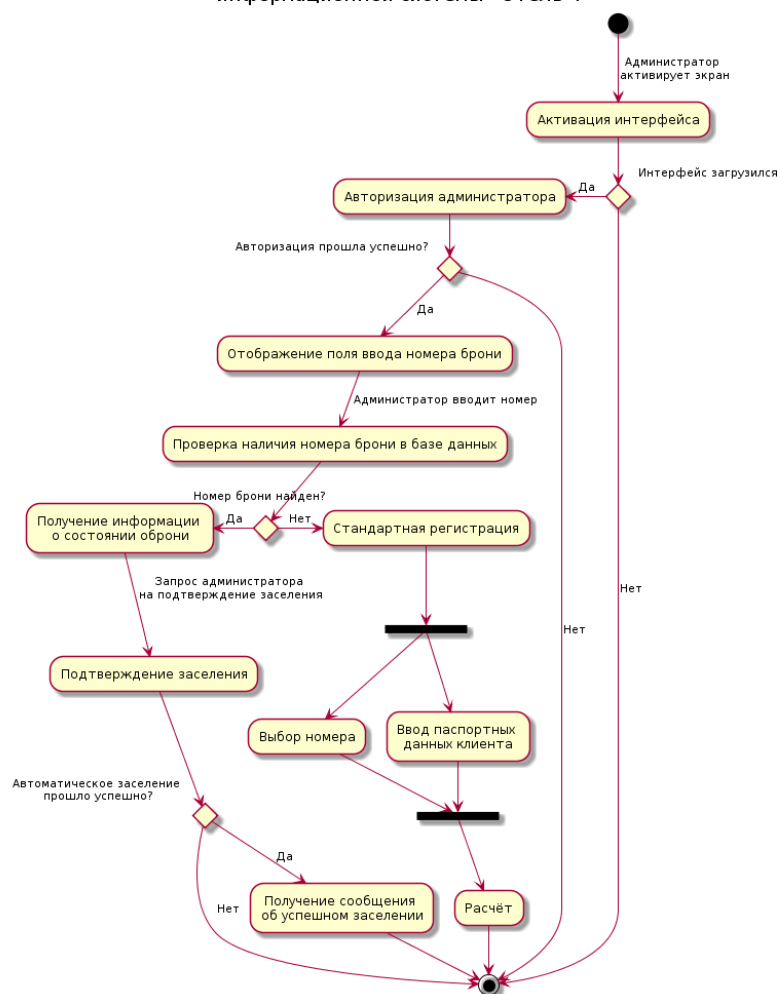 Администратор
активирует экран
Активация интерфейса
Интерфейс загрузился
Да
Авторизация администратора
Авторизация прошла успешно?
Да
Отображение поля ввода номера брони
Администратор вводит номер
Проверка наличия номера брони в базе данных
Номер брони найден?
Получение информации
о состоянии оброни
Да
Нет
Стандартная регистрация
Запрос администратора
на подтверждение заселения
Нет
Нет
Подтверждение заселения
Выбор номера
Ввод паспортных
данных клиента
Автоматическое заселение
прошло успешно?
Да
Нет
Получение сообщения
об успешном заселении
Расчёт